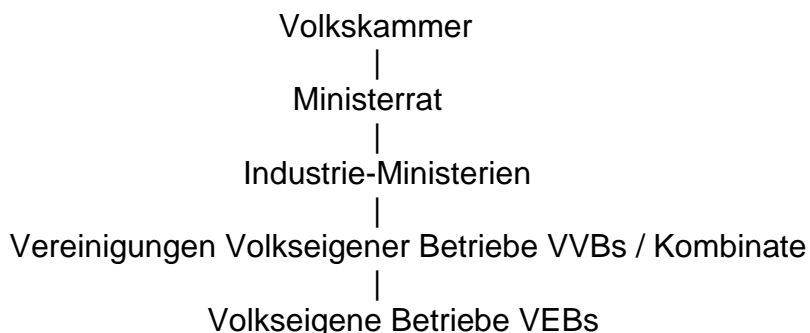 Volkskammer
|
Ministerrat
|
Industrie-Ministerien
|
Vereinigungen Volkseigener Betriebe VVBs / Kombinate
|
Volkseigene Betriebe VEBs